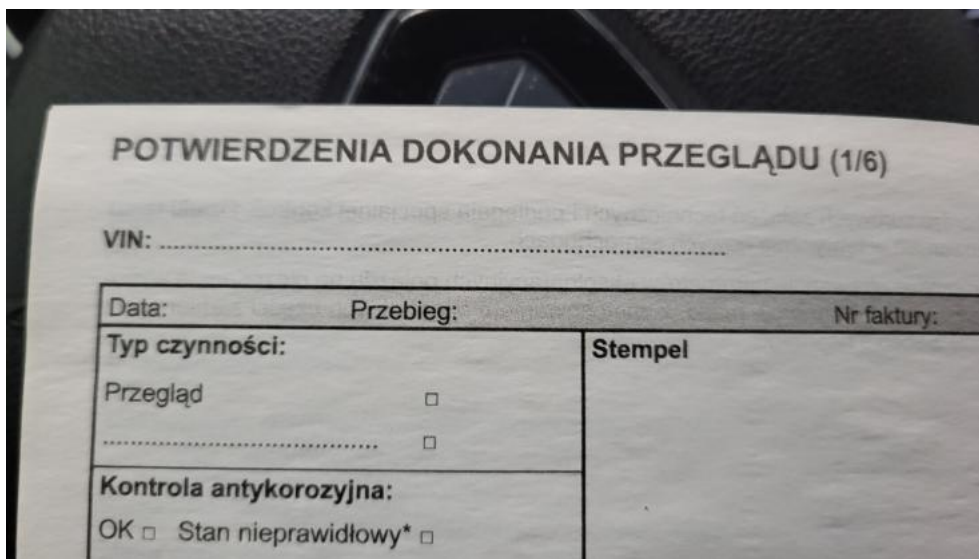 POTWIERDZENIA DOKONANIA PRZEGLĄDU (1/6)
VIN: ................................................................
Data: Przebieg: Nr faktury:
Typ czynności: Stempel
Przegląd □
...................................... □
Kontrola antykorozyjna:
OK □ Stan nieprawidłowy* □